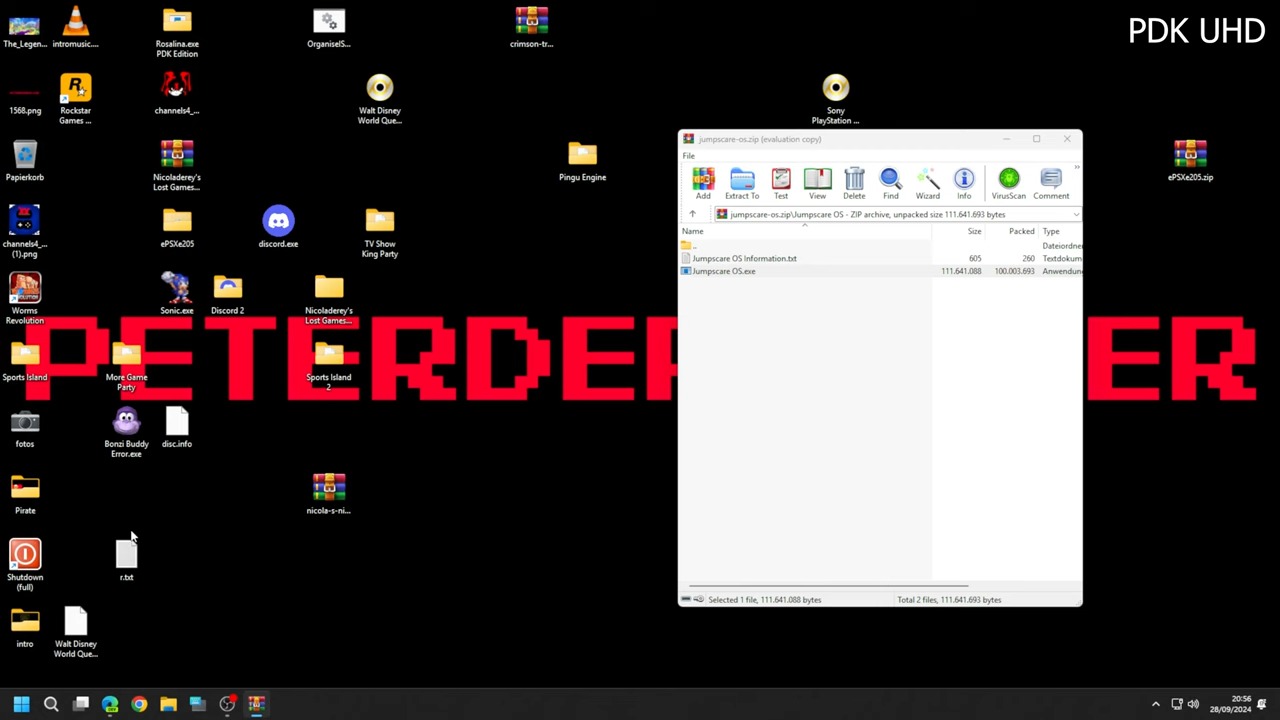 PDK UHD
The_Legen...
intromusic....
Rosalina.exe
PDK Edition
OrganiselS...
crimson-tr...
1568.png
Rockstar
Games ...
channels4_...
Walt Disney
World Que...
Sony
PlayStation ...
Papierkorb
Nicoladerey's
Lost Games...
Pingu Engine
ePSXe205.zip
channels4_...
(1).png
ePSXe205
discord.exe
TV Show
King Party
Worms
Revolution
Sonic.exe
Discord 2
Nicoladerey's
Lost Games...
Sports Island
More Game
Party
Sports Island
2
fotos
Bonzi Buddy
Error.exe
disc.info
Pirate
nicola-s-ni...
Shutdown
(full)
r.txt
intro
Walt Disney
World Que...
jumpscare-os.zip (evaluation copy)
File
Add
Extract To
Test
View
Delete
Find
Wizard
Info
VirusScan
Comment
»
jumpscare-os.zip\Jumpscare OS - ZIP archive, unpacked size 111.641.693 bytes
Name Size Packed Type
.. Dateiordner
Jumpscare OS Information.txt 605 260 Textdokum
Jumpscare OS.exe 111.641.088 100.003.693 Anwendun
Selected 1 file, 111.641.088 bytes
Total 2 files, 111.641.693 bytes
20:56
28/09/2024